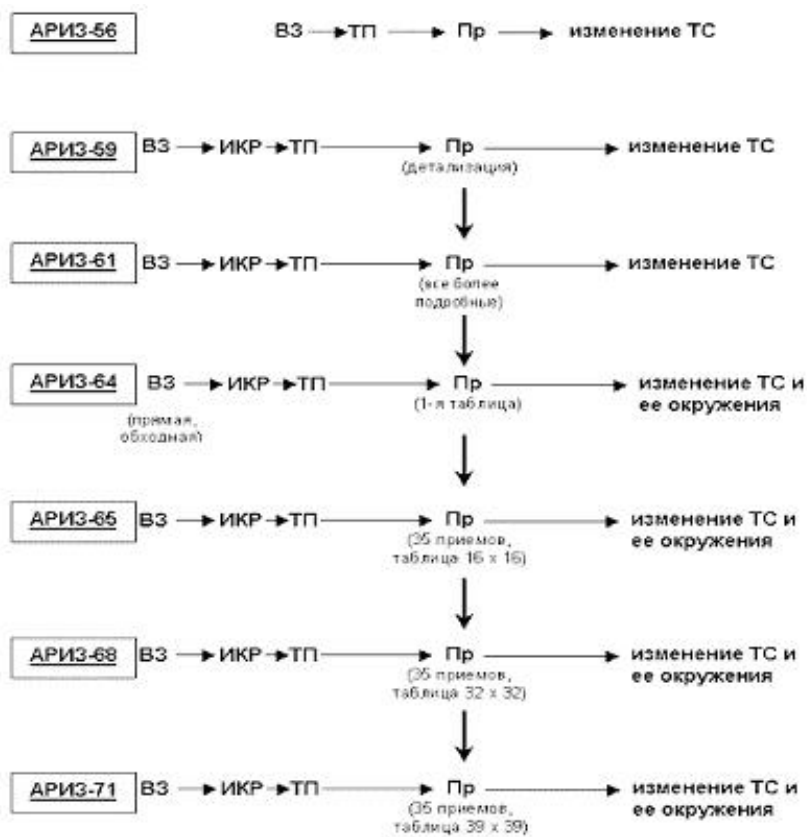 АРИЗ-56 ВЗ ТП Пр изменение ТС
АРИЗ-59 ВЗ ИКР ТП Пр изменение ТС
(детализация)
АРИЗ-61 ВЗ ИКР ТП Пр изменение ТС
(все более
подробные)
АРИЗ-64 ВЗ ИКР ТП Пр изменение ТС и
(1-я таблица) ее окружения
(прямая,
обходная)
АРИЗ-65 ВЗ ИКР ТП Пр изменение ТС и
(35 приемов, ее окружения
таблица 16 х 16)
АРИЗ-68 ВЗ ИКР ТП Пр изменение ТС и
(35 приемов, ее окружения
таблица 32 х 32)
АРИЗ-71 ВЗ ИКР ТП Пр изменение ТС и
(35 приемов, ее окружения
таблица 39 х 39)